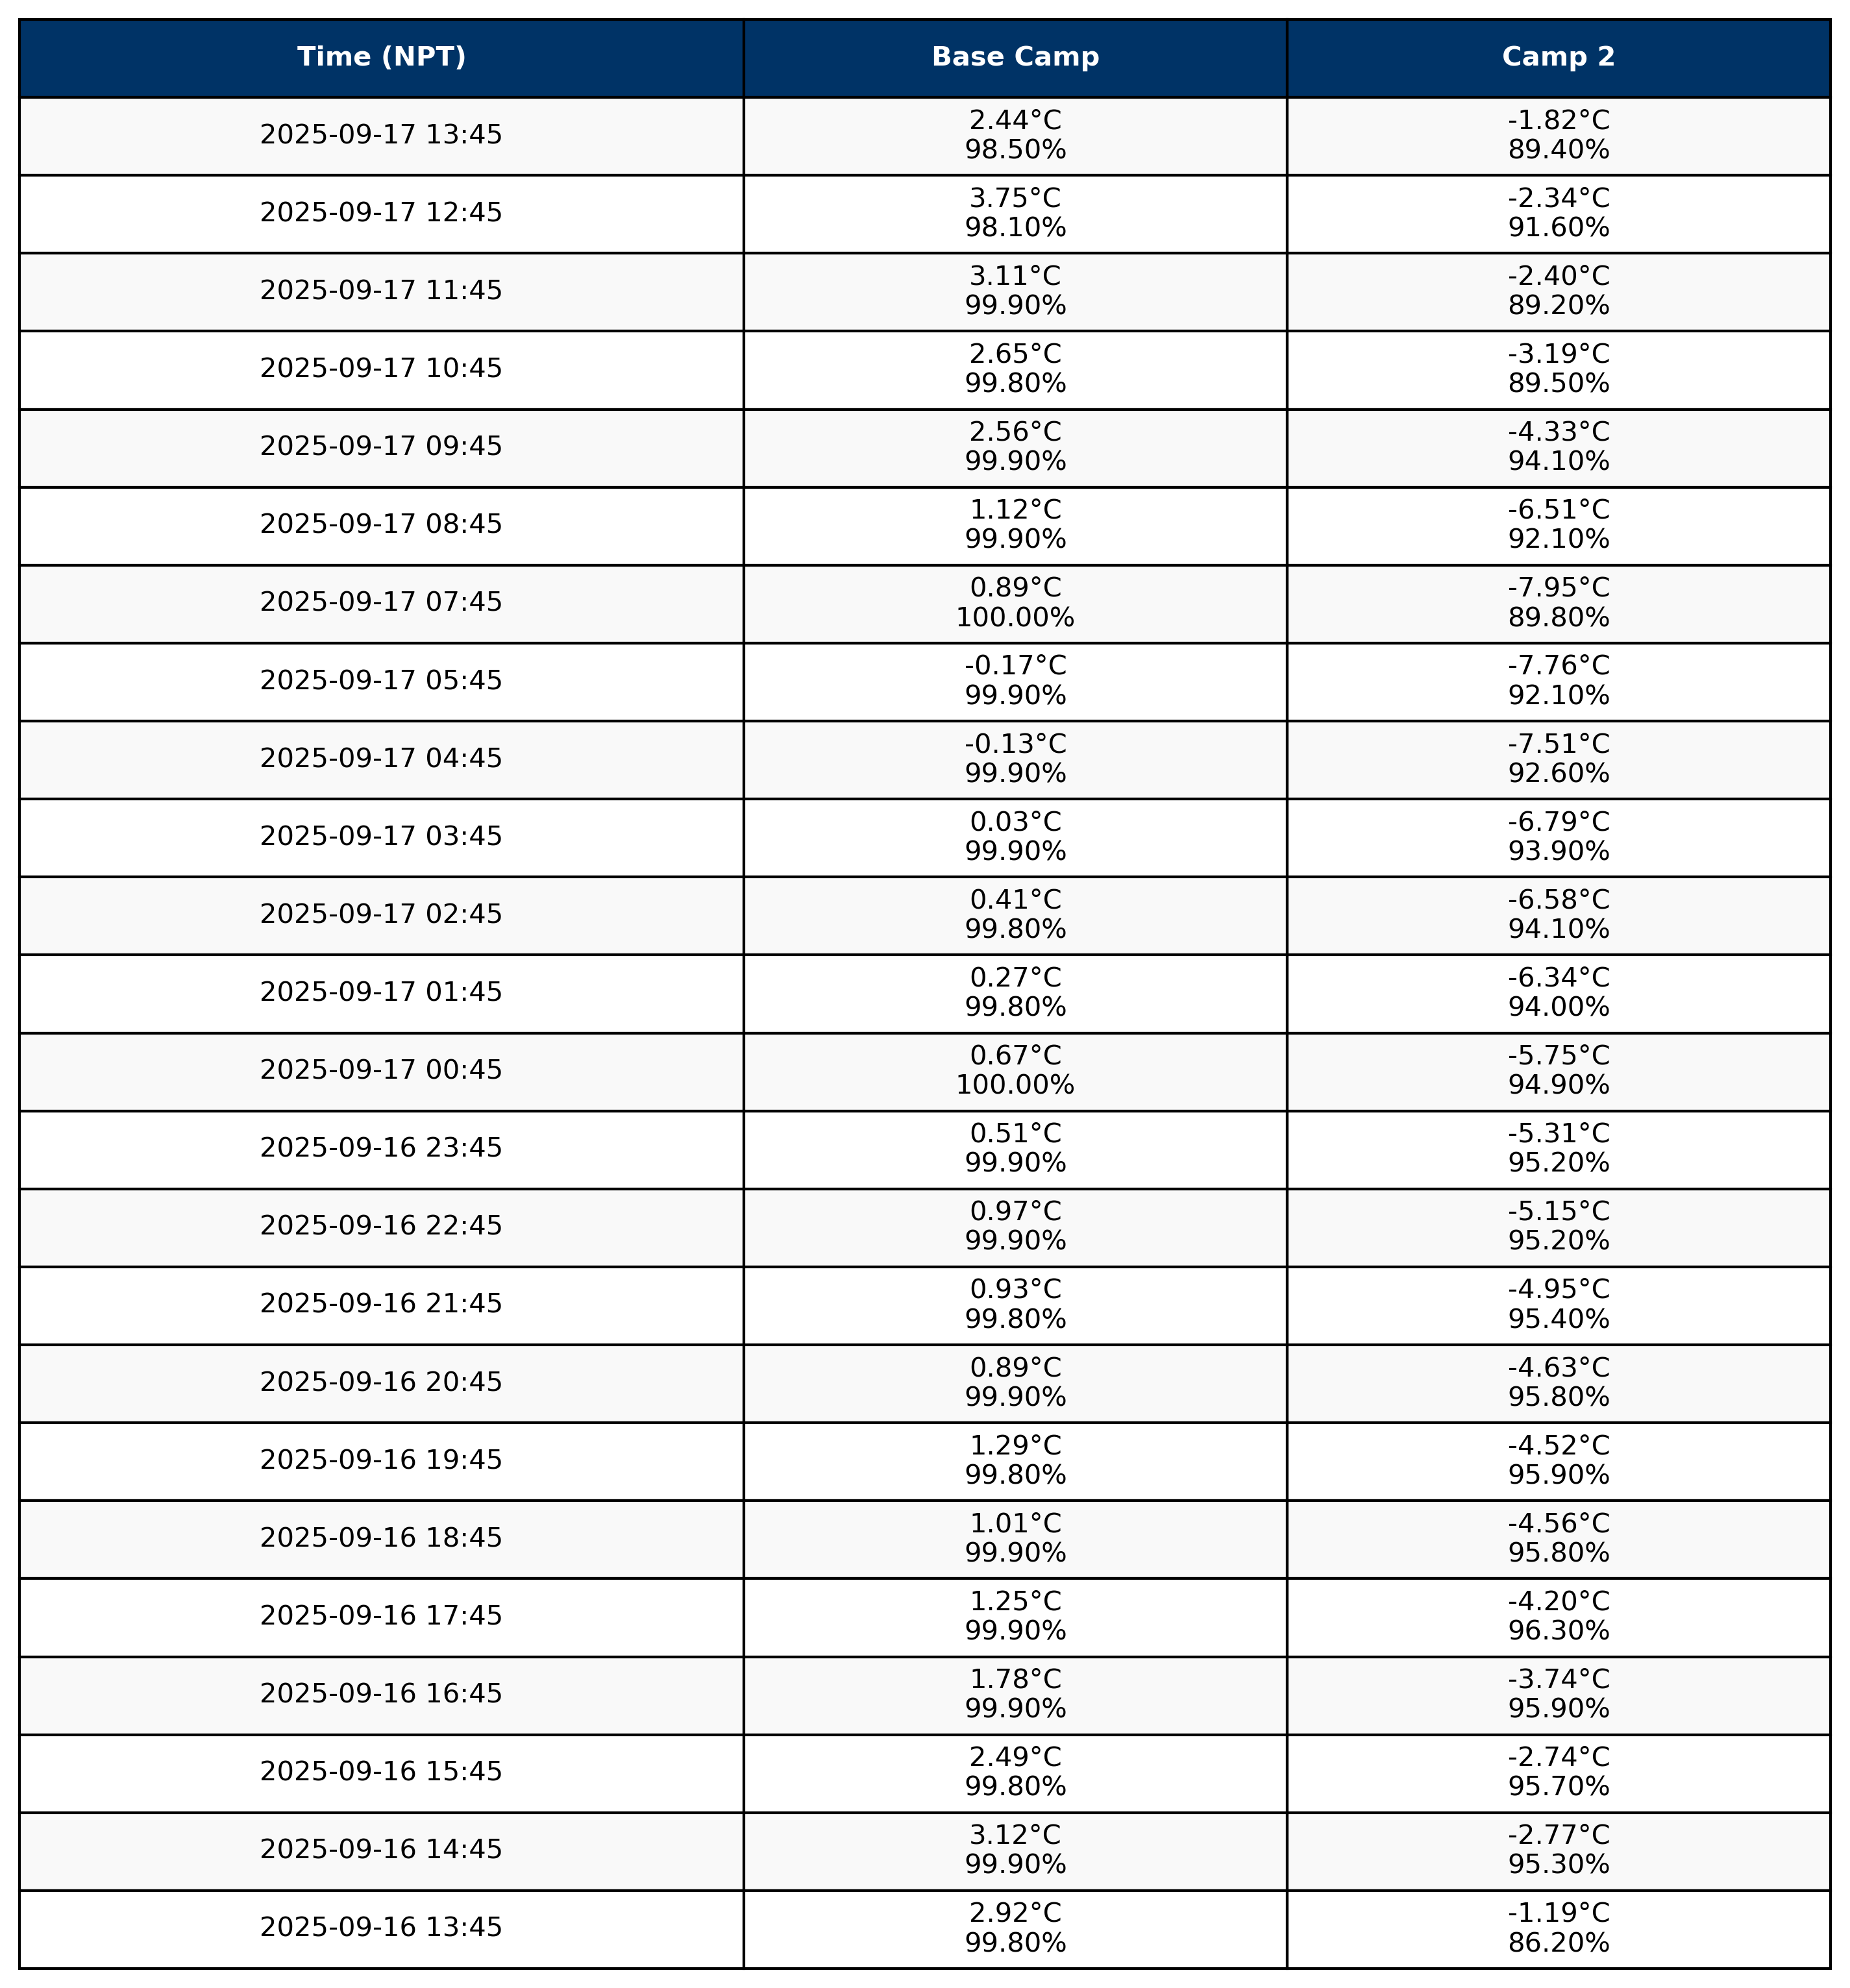 Time (NPT) Base Camp Camp 2
2025-09-17 13:45 2.44°C -1.82°C
98.50% 89.40%
2025-09-17 12:45 3.75°C -2.34°C
98.10% 91.60%
2025-09-17 11:45 3.11°C -2.40°C
99.90% 89.20%
2025-09-17 10:45 2.65°C -3.19°C
99.80% 89.50%
2025-09-17 09:45 2.56°C -4.33°C
99.90% 94.10%
2025-09-17 08:45 1.12°C -6.51°C
99.90% 92.10%
2025-09-17 07:45 0.89°C -7.95°C
100.00% 89.80%
2025-09-17 05:45 -0.17°C -7.76°C
99.90% 92.10%
2025-09-17 04:45 -0.13°C -7.51°C
99.90% 92.60%
2025-09-17 03:45 0.03°C -6.79°C
99.90% 93.90%
2025-09-17 02:45 0.41°C -6.58°C
99.80% 94.10%
2025-09-17 01:45 0.27°C -6.34°C
99.80% 94.00%
2025-09-17 00:45 0.67°C -5.75°C
100.00% 94.90%
2025-09-16 23:45 0.51°C -5.31°C
99.90% 95.20%
2025-09-16 22:45 0.97°C -5.15°C
99.90% 95.20%
2025-09-16 21:45 0.93°C -4.95°C
99.80% 95.40%
2025-09-16 20:45 0.89°C -4.63°C
99.90% 95.80%
2025-09-16 19:45 1.29°C -4.52°C
99.80% 95.90%
2025-09-16 18:45 1.01°C -4.56°C
99.90% 95.80%
2025-09-16 17:45 1.25°C -4.20°C
99.90% 96.30%
2025-09-16 16:45 1.78°C -3.74°C
99.90% 95.90%
2025-09-16 15:45 2.49°C -2.74°C
99.80% 95.70%
2025-09-16 14:45 3.12°C -2.77°C
99.90% 95.30%
2025-09-16 13:45 2.92°C -1.19°C
99.80% 86.20%